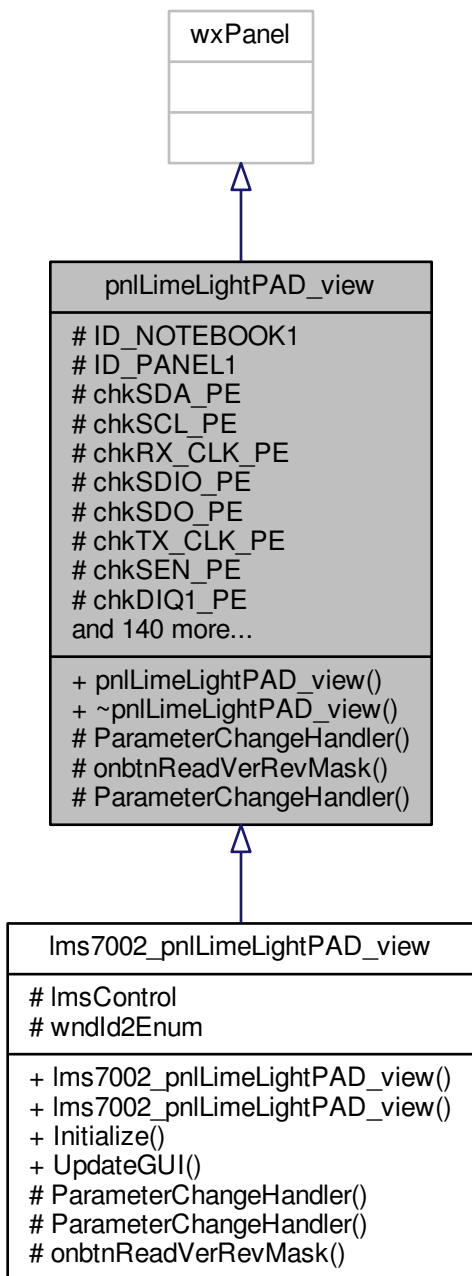 wxPanel
pnlLimeLightPAD_view
# ID_NOTEBOOK1
# ID_PANEL1
# chkSDA_PE
# chkSCL_PE
# chkRX_CLK_PE
# chkSDIO_PE
# chkSDO_PE
# chkTX_CLK_PE
# chkSEN_PE
# chkDIQ1_PE
and 140 more...
+ pnlLimeLightPAD_view()
+ ~pnlLimeLightPAD_view()
# ParameterChangeHandler()
# onbtnReadVerRevMask()
# ParameterChangeHandler()
lms7002_pnlLimeLightPAD_view
# lmsControl
# wndId2Enum
+ lms7002_pnlLimeLightPAD_view()
+ lms7002_pnlLimeLightPAD_view()
+ Initialize()
+ UpdateGUI()
# ParameterChangeHandler()
# ParameterChangeHandler()
# onbtnReadVerRevMask()